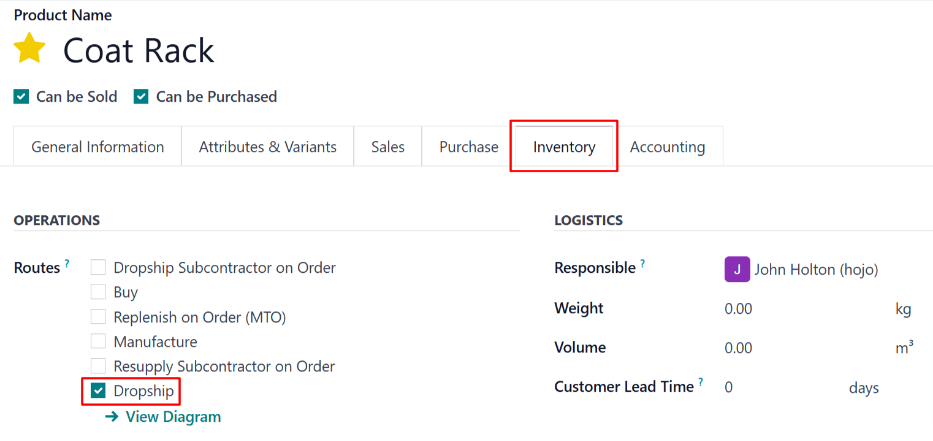 Product Name
Coat Rack
Can be Sold Can be Purchased
General Information Attributes & Variants Sales Purchase Inventory Accounting
OPERATIONS LOGISTICS
Routes ? Dropship Subcontractor on Order Responsible ? J John Holton (hojo)
Buy
Weight 0.00 kg
Replenish on Order (MTO)
Manufacture Volume 0.00 m³
Resupply Subcontractor on Order
Dropship Customer Lead Time ? 0 days
→ View Diagram